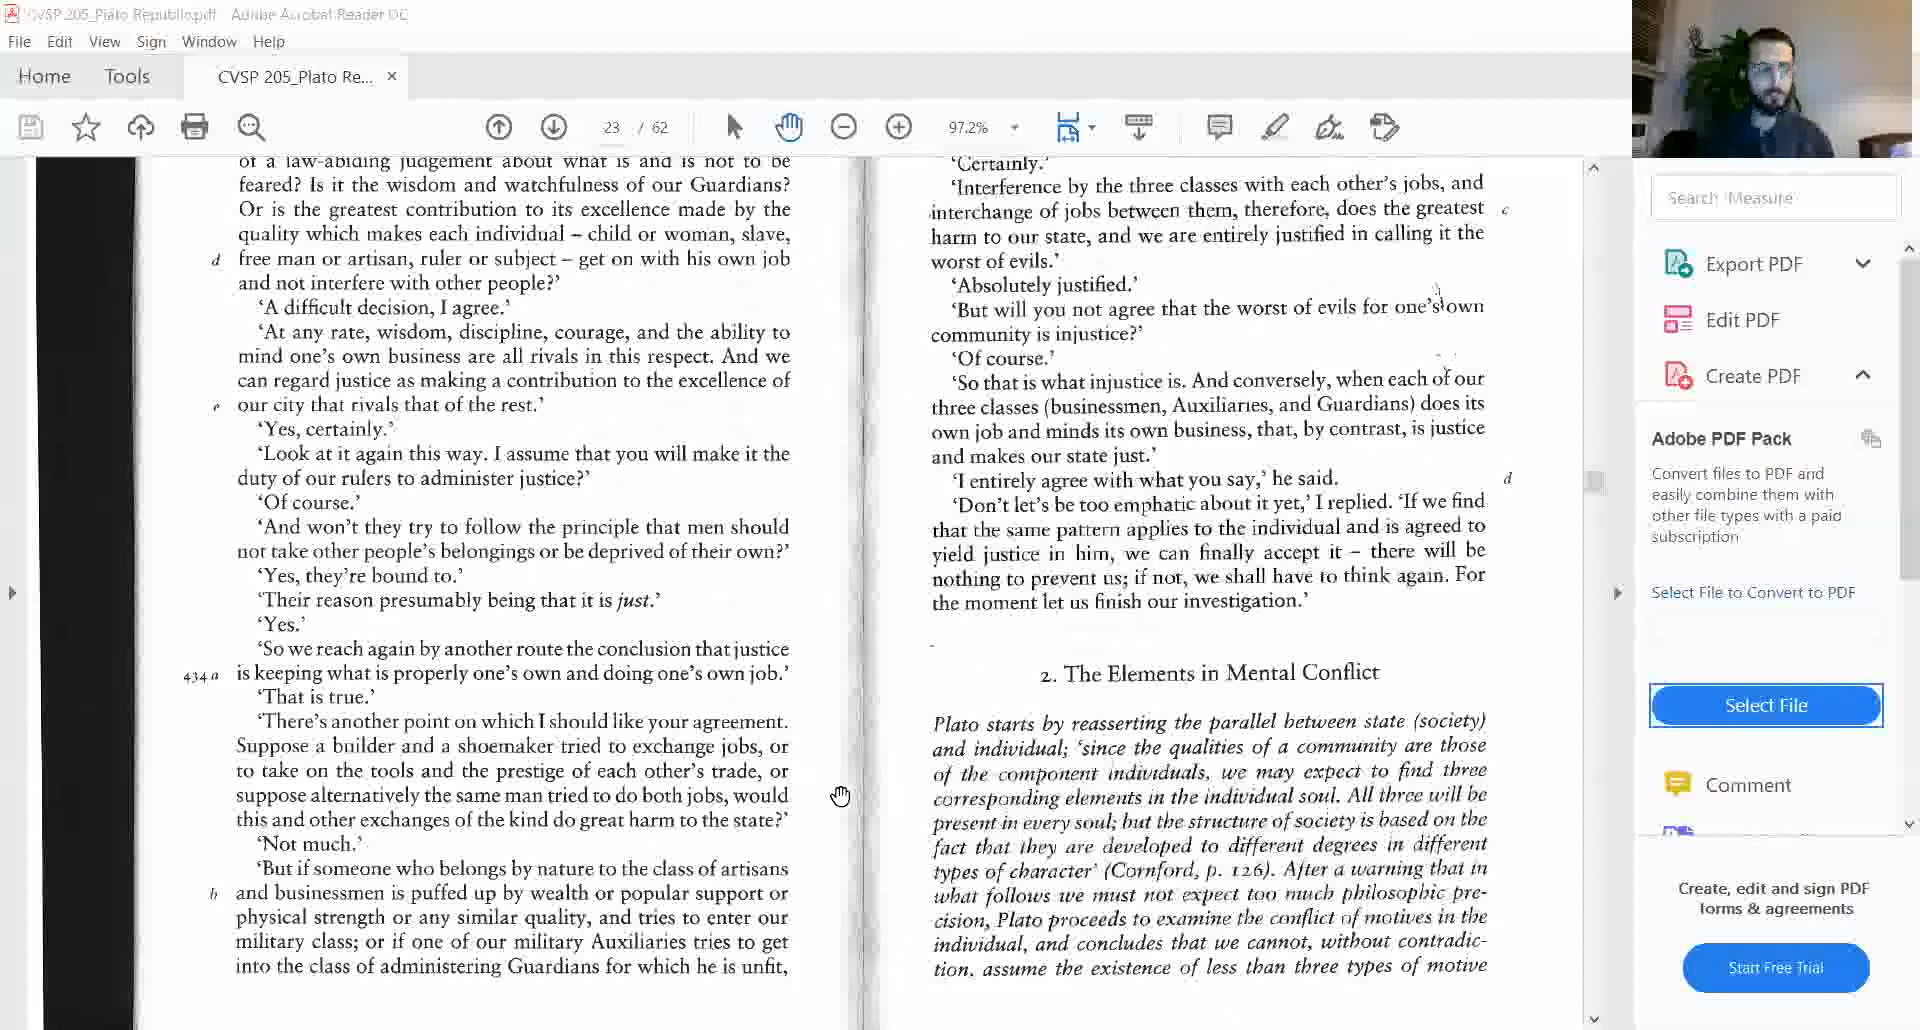 CVSP 205_Plato Republic.pdf - Adobe Acrobat Reader DC
File Edit View Sign Window Help
Home Tools CVSP 205_Plato Re... ×
23 / 62 97.2%
of a law-abiding judgement about what is and is not to be
feared? Is it the wisdom and watchfulness of our Guardians?
Or is the greatest contribution to its excellence made by the
quality which makes each individual – child or woman, slave,
d free man or artisan, ruler or subject – get on with his own job
and not interfere with other people?’
‘A difficult decision, I agree.’
‘At any rate, wisdom, discipline, courage, and the ability to
mind one’s own business are all rivals in this respect. And we
can regard justice as making a contribution to the excellence of
e our city that rivals that of the rest.’
‘Yes, certainly.’
‘Look at it again this way. I assume that you will make it the
duty of our rulers to administer justice?’
‘Of course.’
‘And won’t they try to follow the principle that men should
not take other people’s belongings or be deprived of their own?’
‘Yes, they’re bound to.’
‘Their reason presumably being that it is just.’
‘Yes.’
‘So we reach again by another route the conclusion that justice
434 a is keeping what is properly one’s own and doing one’s own job.’
‘That is true.’
‘There’s another point on which I should like your agreement.
Suppose a builder and a shoemaker tried to exchange jobs, or
to take on the tools and the prestige of each other’s trade, or
suppose alternatively the same man tried to do both jobs, would
this and other exchanges of the kind do great harm to the state?’
‘Not much.’
‘But if someone who belongs by nature to the class of artisans
b and businessmen is puffed up by wealth or popular support or
physical strength or any similar quality, and tries to enter our
military class; or if one of our military Auxiliaries tries to get
into the class of administering Guardians for which he is unfit,
‘Certainly.’
‘Interference by the three classes with each other’s jobs, and
interchange of jobs between them, therefore, does the greatest c
harm to our state, and we are entirely justified in calling it the
worst of evils.’
‘Absolutely justified.’
‘But will you not agree that the worst of evils for one’s own
community is injustice?’
‘Of course.’
‘So that is what injustice is. And conversely, when each of our
three classes (businessmen, Auxiliaries, and Guardians) does its
own job and minds its own business, that, by contrast, is justice
and makes our state just.’
‘I entirely agree with what you say,’ he said. d
‘Don’t let’s be too emphatic about it yet,’ I replied. ‘If we find
that the same pattern applies to the individual and is agreed to
yield justice in him, we can finally accept it – there will be
nothing to prevent us; if not, we shall have to think again. For
the moment let us finish our investigation.’
2. The Elements in Mental Conflict
Plato starts by reasserting the parallel between state (society)
and individual; ‘since the qualities of a community are those
of the component individuals, we may expect to find three
corresponding elements in the individual soul. All three will be
present in every soul; but the structure of society is based on the
fact that they are developed to different degrees in different
types of character’ (Cornford, p. 126). After a warning that in
what follows we must not expect too much philosophic pre-
cision, Plato proceeds to examine the conflict of motives in the
individual, and concludes that we cannot, without contradic-
tion, assume the existence of less than three types of motive
Search 'Measure
Export PDF
Edit PDF
Create PDF
Adobe PDF Pack
Convert files to PDF and
easily combine them with
other file types with a paid
subscription
Select File to Convert to PDF
Select File
Comment
Create, edit and sign PDF
forms & agreements
Start Free Trial